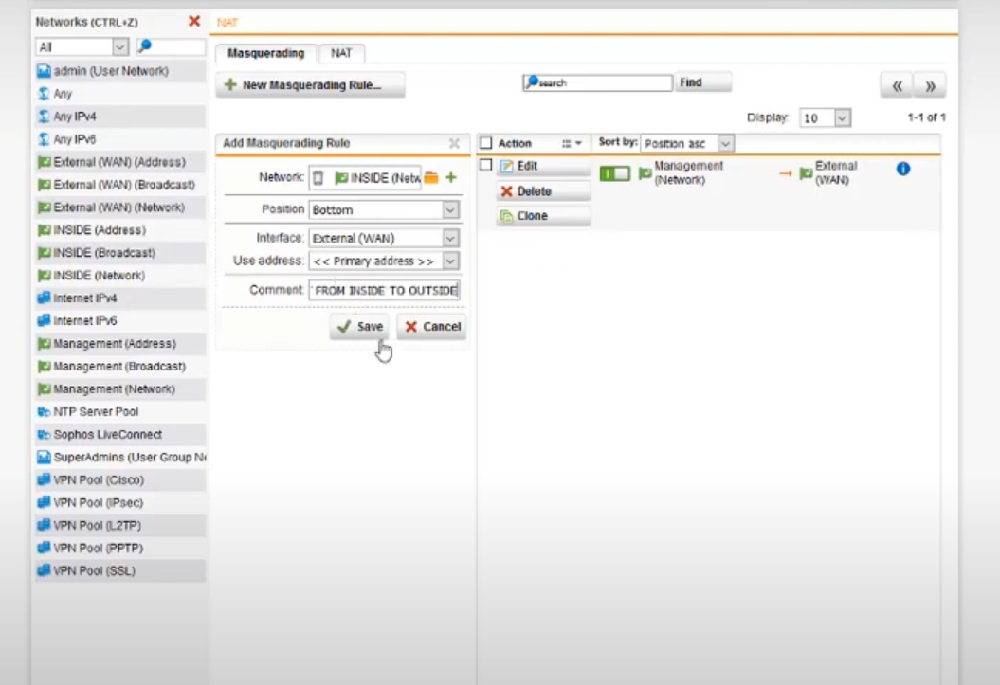 Networks (CTRL+Z)
All
admin (User Network)
Any
Any IPv4
Any IPv6
External (WAN) (Address)
External (WAN) (Broadcast)
External (WAN) (Network)
INSIDE (Address)
INSIDE (Broadcast)
INSIDE (Network)
Internet IPv4
Internet IPv6
Management (Address)
Management (Broadcast)
Management (Network)
NTP Server Pool
Sophos LiveConnect
SuperAdmins (User Group Ne
VPN Pool (Cisco)
VPN Pool (IPsec)
VPN Pool (L2TP)
VPN Pool (PPTP)
VPN Pool (SSL)
NAT
Masquerading NAT
New Masquerading Rule...
search Find
« »
Display: 10 1-1 of 1
Add Masquerading Rule
Network: INSIDE (Netw
Position Bottom
Interface: External (WAN)
Use address: << Primary address >>
Comment: FROM INSIDE TO OUTSIDE
Save Cancel
Action Sort by: Position asc
Edit
Delete
Clone
Management
(Network)
→ External
(WAN)